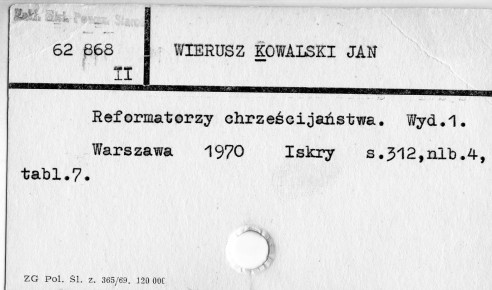 62 868
II
WIERUSZ KOWALSKI JAN
Reformatorzy chrześcijaństwa. Wyd.1.
Warszawa 1970 Iskry s.312,nlb.4,
tabl.7.
ZG Pol. Śl. z. 365/69. 120 000